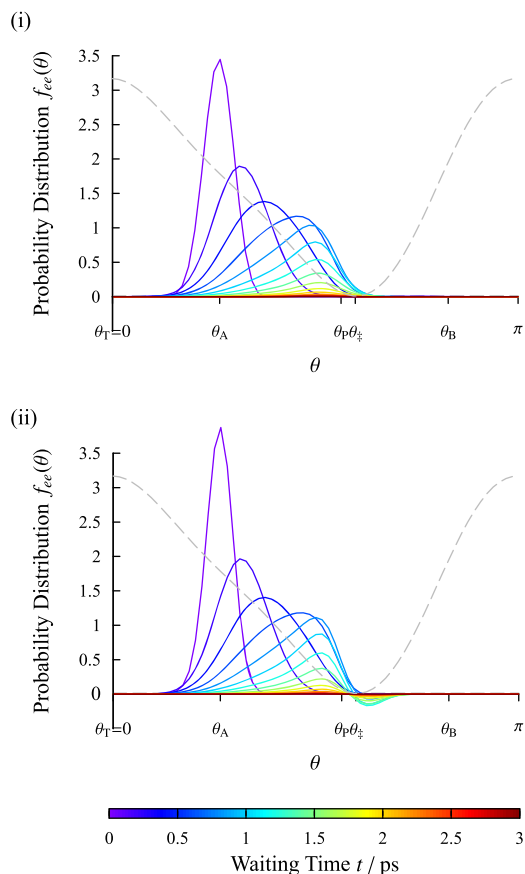 (i)
3.5
3
2.5
2
1.5
1
0.5
0
Probability Distribution fₑₑ(θ)
θ_T=0 θ_A θ_P θ_‡ θ_B π
θ
(ii)
3.5
3
2.5
2
1.5
1
0.5
0
Probability Distribution fₑₑ(θ)
θ_T=0 θ_A θ_P θ_‡ θ_B π
θ
0 0.5 1 1.5 2 2.5 3
Waiting Time t / ps